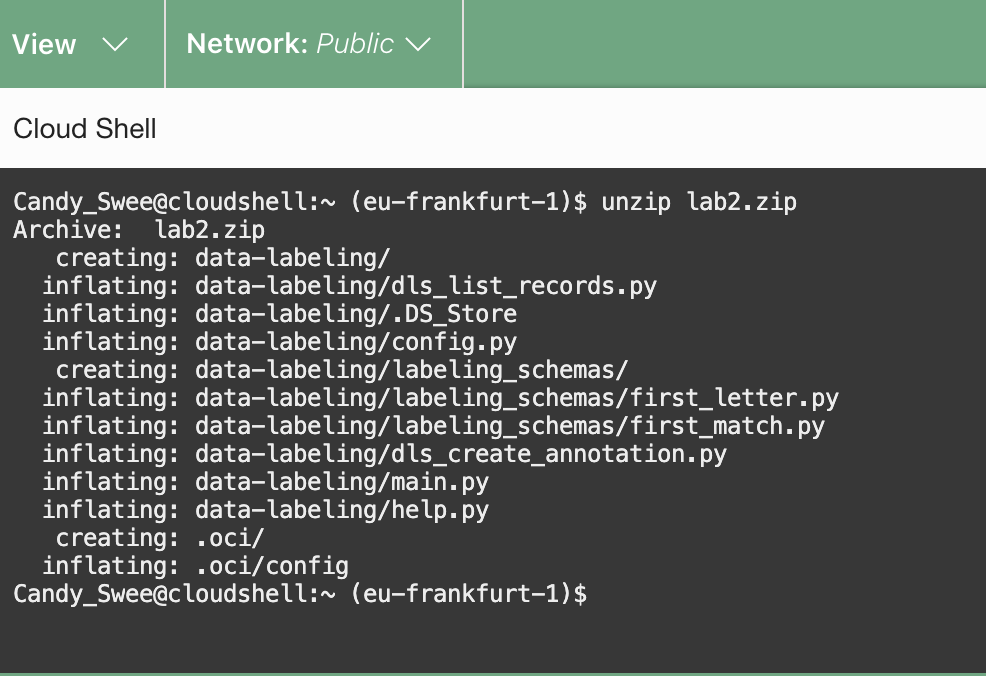 View Network: Public
Cloud Shell
Candy_Swee@cloudshell:~ (eu-frankfurt-1)$ unzip lab2.zip
Archive:  lab2.zip
   creating: data-labeling/
  inflating: data-labeling/dls_list_records.py
  inflating: data-labeling/.DS_Store
  inflating: data-labeling/config.py
   creating: data-labeling/labeling_schemas/
  inflating: data-labeling/labeling_schemas/first_letter.py
  inflating: data-labeling/labeling_schemas/first_match.py
  inflating: data-labeling/dls_create_annotation.py
  inflating: data-labeling/main.py
  inflating: data-labeling/help.py
   creating: .oci/
  inflating: .oci/config
Candy_Swee@cloudshell:~ (eu-frankfurt-1)$